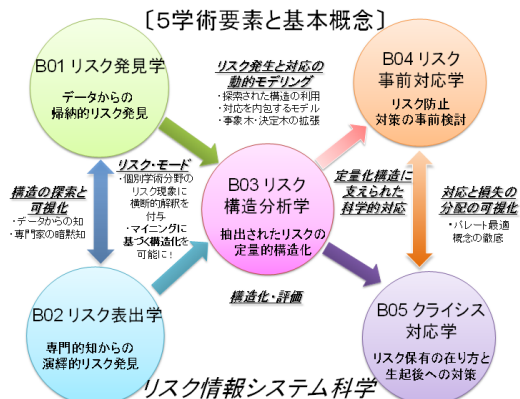 〔5学術要素と基本概念〕
B01 リスク発見学
データからの
帰納的リスク発見
リスク発生と対応の
動的モデリング
・探索された構造の利用
・対応を内包するモデル
・事象木・決定木の拡張
B04 リスク
事前対応学
リスク防止
対策の事前検討
構造の探索と
可視化
・データからの知
・専門家の暗黙知
リスク・モード
・個別学術分野の
リスク現象に
横断的解釈を
付与
・マイニングに
基づく構造化を
可能に!
B03 リスク
構造分析学
抽出されたリスクの
定量的構造化
定量化構造に
支えられた
科学的対応
対応と損失の
分配の可視化
・パレート最適
概念の徹底
構造化・評価
B02 リスク表出学
専門的知からの
演繹的リスク発見
B05 クライシス
対応学
リスク保有の在り方と
生起後への対策
リスク情報システム科学